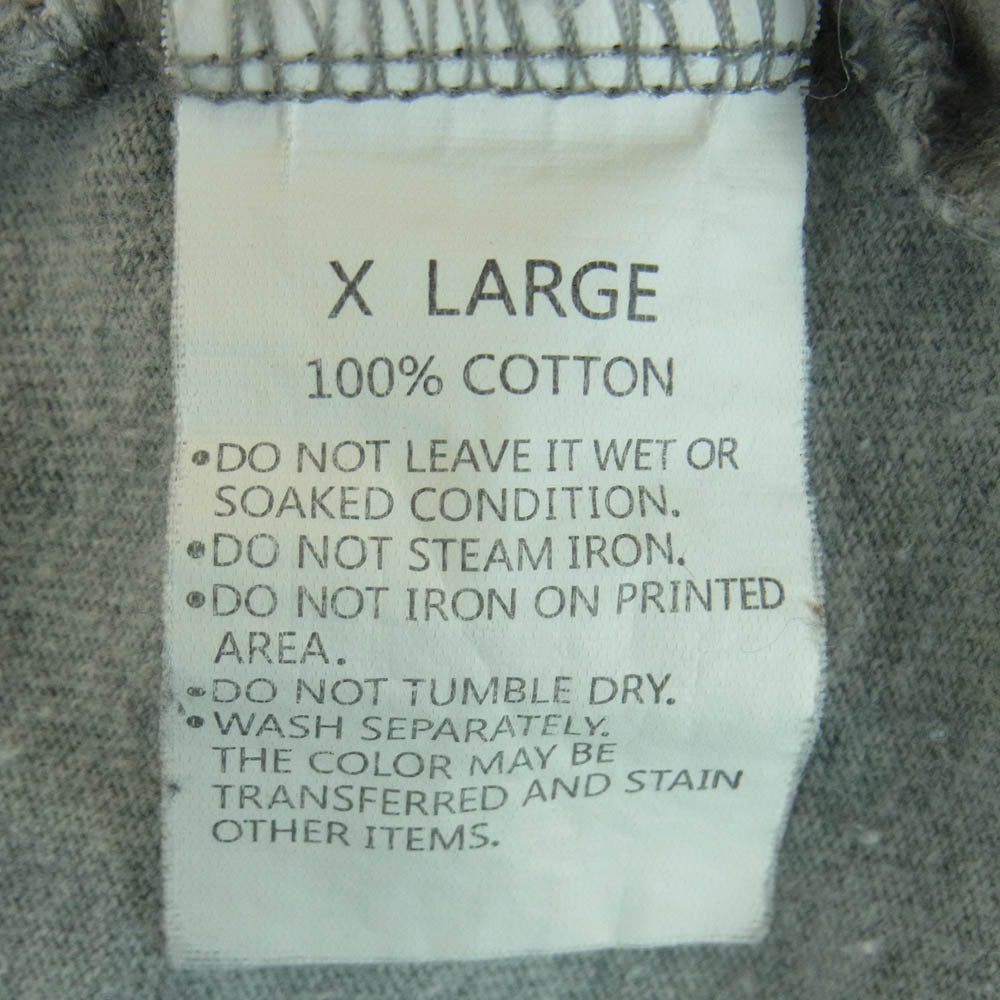 X LARGE
100% COTTON
•DO NOT LEAVE IT WET OR
SOAKED CONDITION.
•DO NOT STEAM IRON.
•DO NOT IRON ON PRINTED
AREA.
•DO NOT TUMBLE DRY.
•WASH SEPARATELY.
THE COLOR MAY BE
TRANSFERRED AND STAIN
OTHER ITEMS.